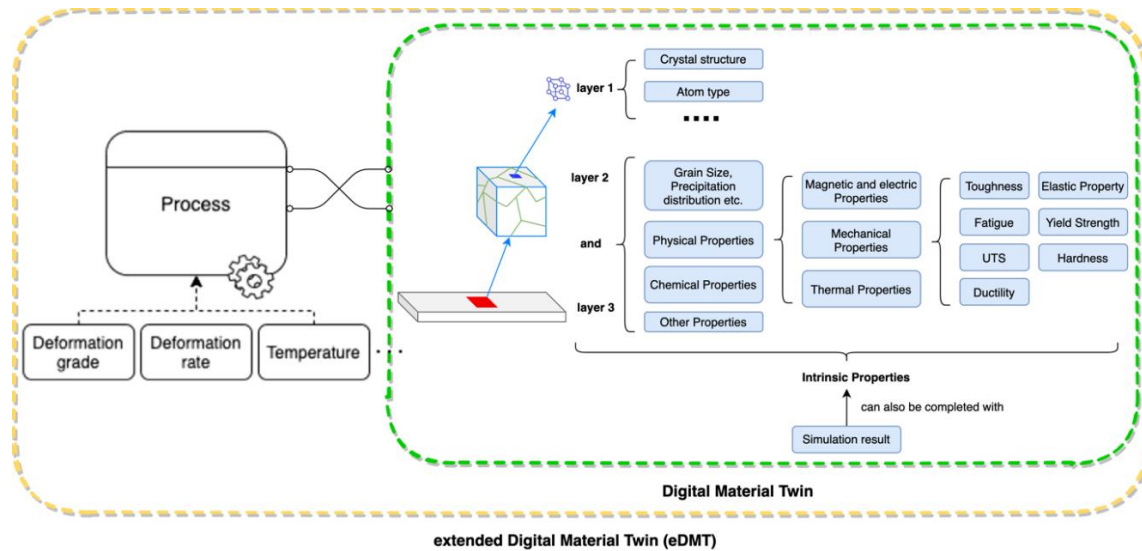 Process
Deformation
grade
Deformation
rate
Temperature
. . .
layer 1
Crystal structure
Atom type
....
layer 2
and
layer 3
Grain Size,
Precipitation
distribution etc.
Physical Properties
Chemical Properties
Other Properties
Magnetic and electric
Properties
Mechanical
Properties
Thermal Properties
Toughness
Elastic Property
Fatigue
Yield Strength
UTS
Hardness
Ductility
Intrinsic Properties
can also be completed with
Simulation result
Digital Material Twin
extended Digital Material Twin (eDMT)